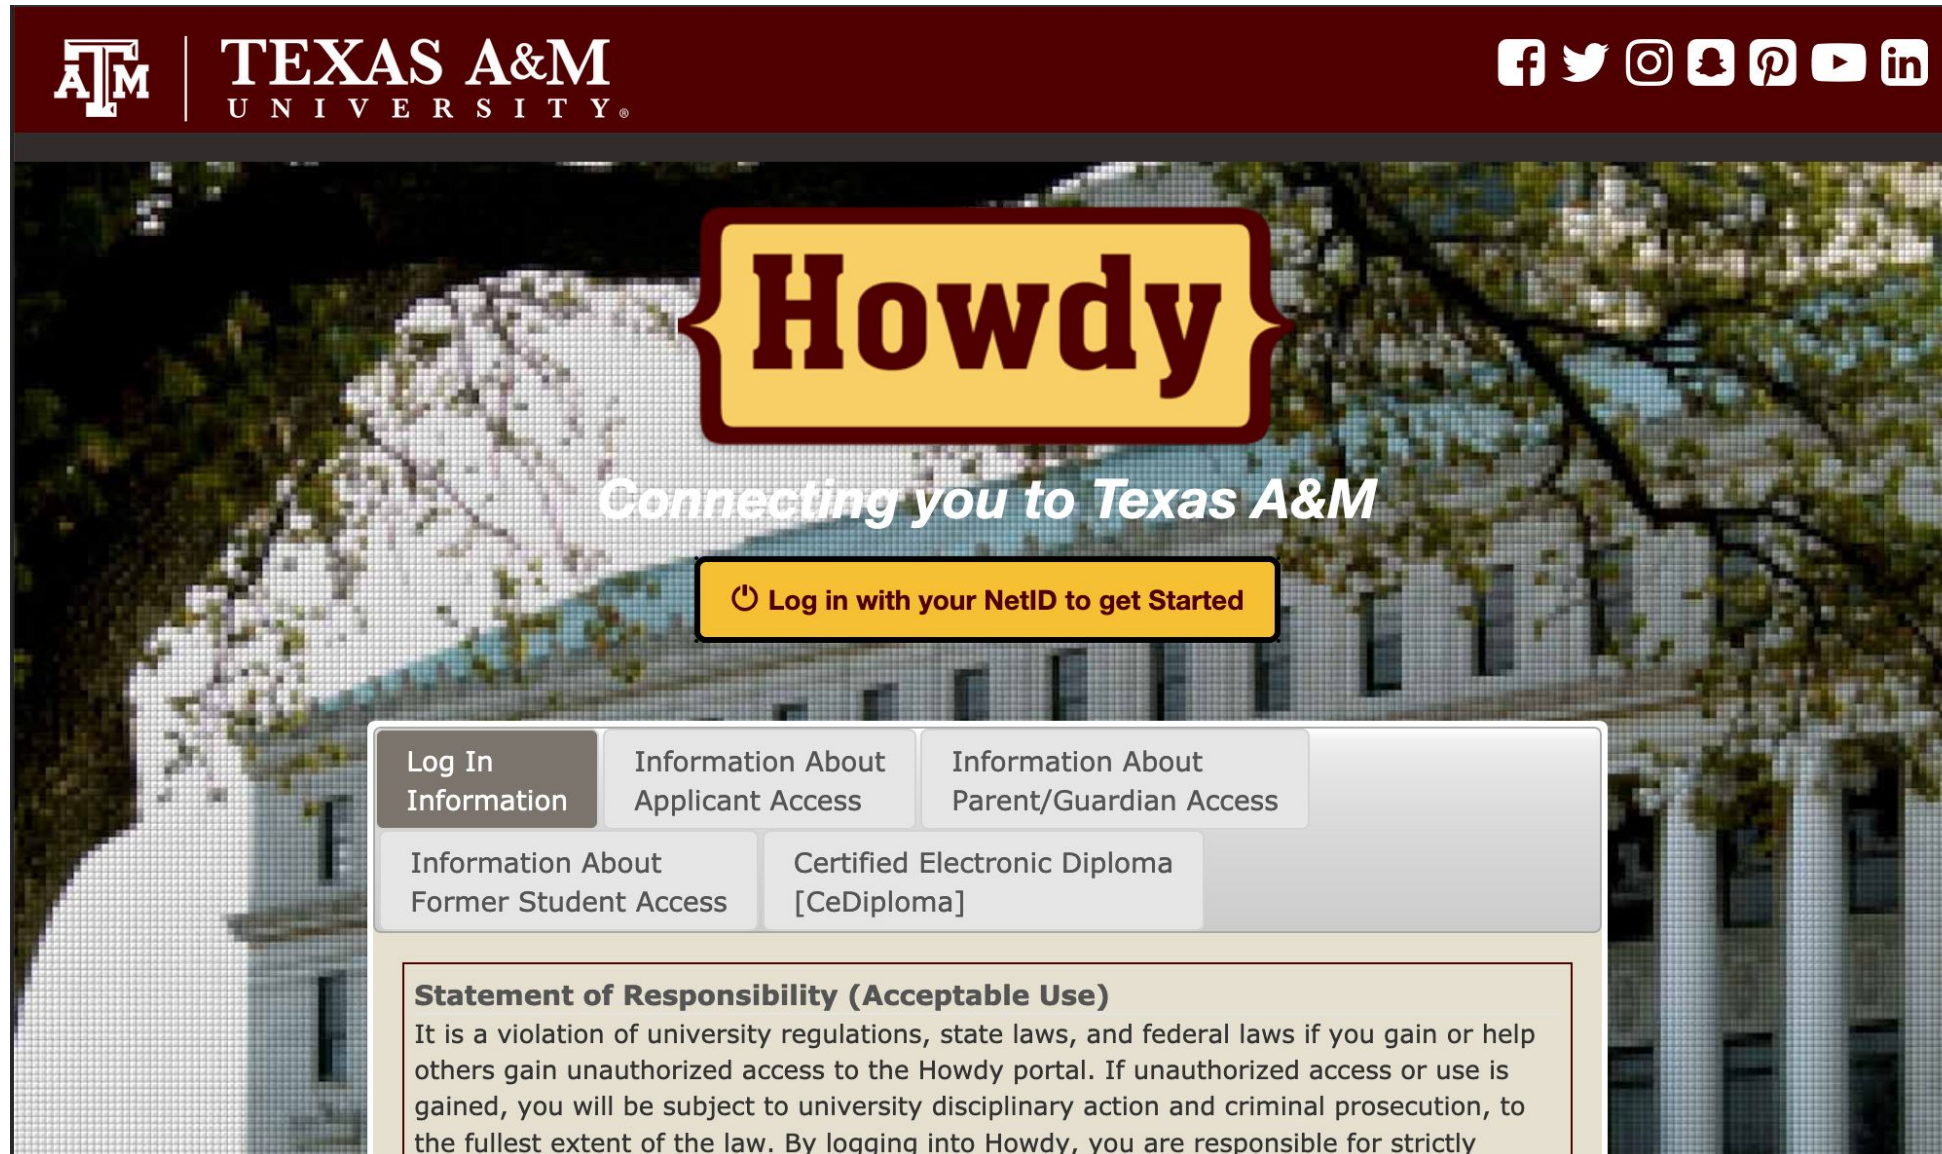 TEXAS A&M
UNIVERSITY®
Howdy
Connecting you to Texas A&M
Log in with your NetID to get Started
Log In
Information
Information About
Applicant Access
Information About
Parent/Guardian Access
Information About
Former Student Access
Certified Electronic Diploma
[CeDiploma]
Statement of Responsibility (Acceptable Use)
It is a violation of university regulations, state laws, and federal laws if you gain or help
others gain unauthorized access to the Howdy portal. If unauthorized access or use is
gained, you will be subject to university disciplinary action and criminal prosecution, to
the fullest extent of the law. By logging into Howdy, you are responsible for strictly